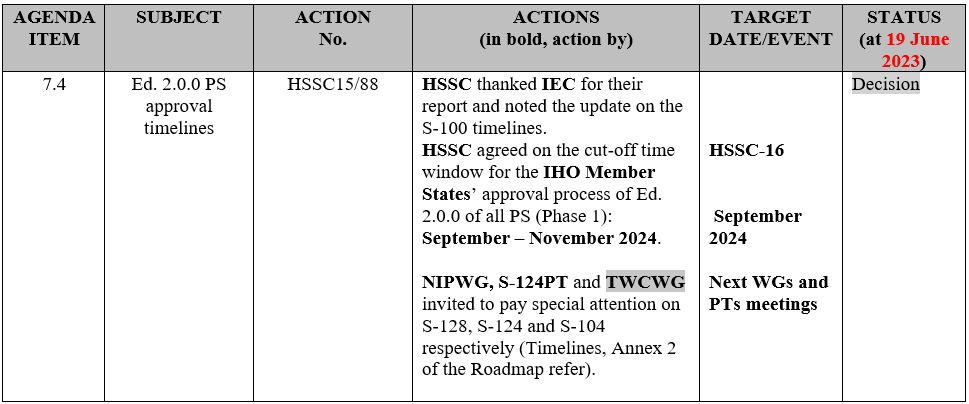 AGENDA ITEM
SUBJECT
ACTION No.
ACTIONS
(in bold, action by)
TARGET DATE/EVENT
STATUS
(at 19 June 2023)
7.4
Ed. 2.0.0 PS
approval
timelines
HSSC15/88
HSSC thanked IEC for their
report and noted the update on the
S-100 timelines.
HSSC agreed on the cut-off time
window for the IHO Member
States’ approval process of Ed.
2.0.0 of all PS (Phase 1):
September – November 2024.
NIPWG, S-124PT and TWCWG
invited to pay special attention on
S-128, S-124 and S-104
respectively (Timelines, Annex 2
of the Roadmap refer).
HSSC-16
September
2024
Next WGs and
PTs meetings
Decision